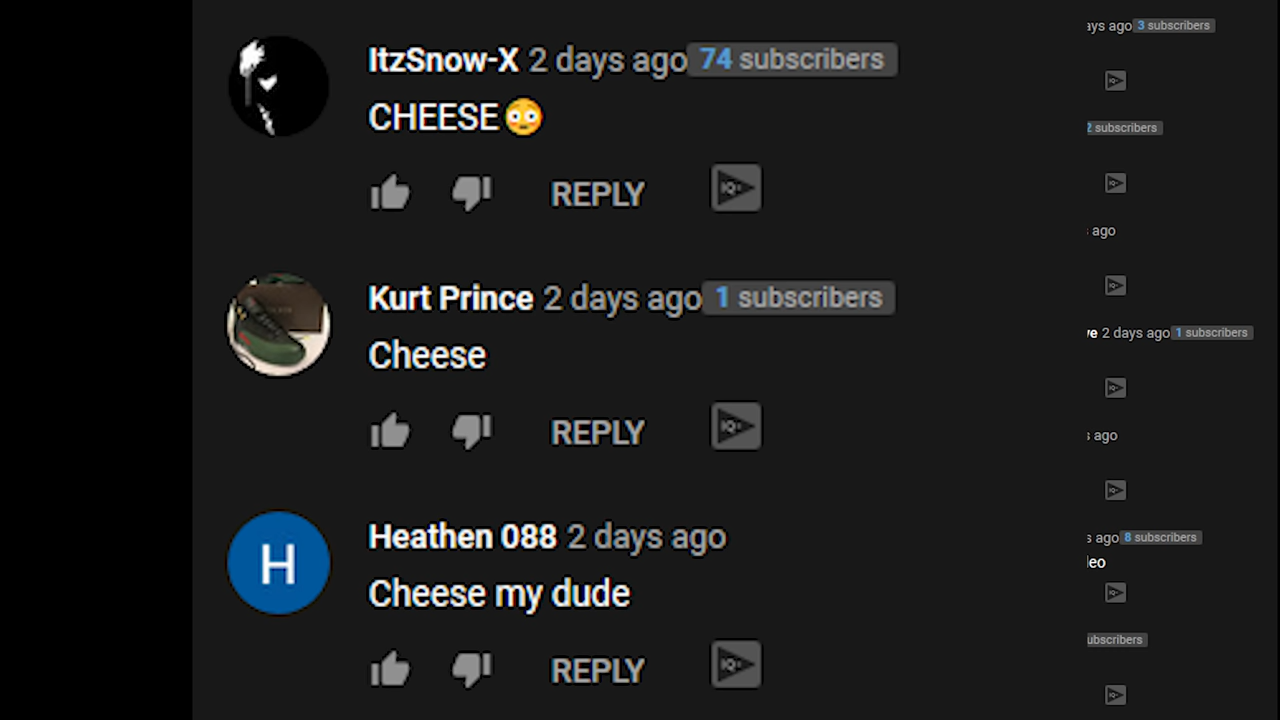 ItzSnow-X 2 days ago 74 subscribers
CHEESE😳
REPLY
Kurt Prince 2 days ago 1 subscribers
Cheese
REPLY
H
Heathen 088 2 days ago
Cheese my dude
REPLY
ays ago 3 subscribers
2 subscribers
ago
ve 2 days ago 1 subscribers
s ago
s ago 8 subscribers
leo
ubscribers